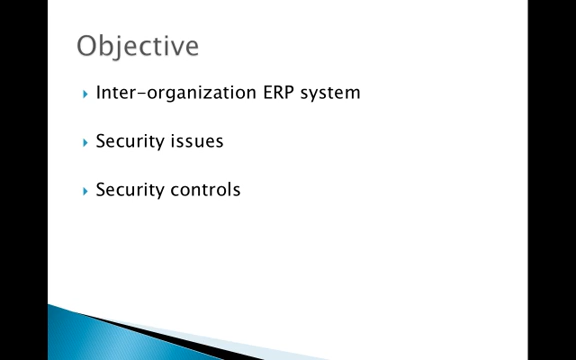 Objective
Inter-organization ERP system
Security issues
Security controls